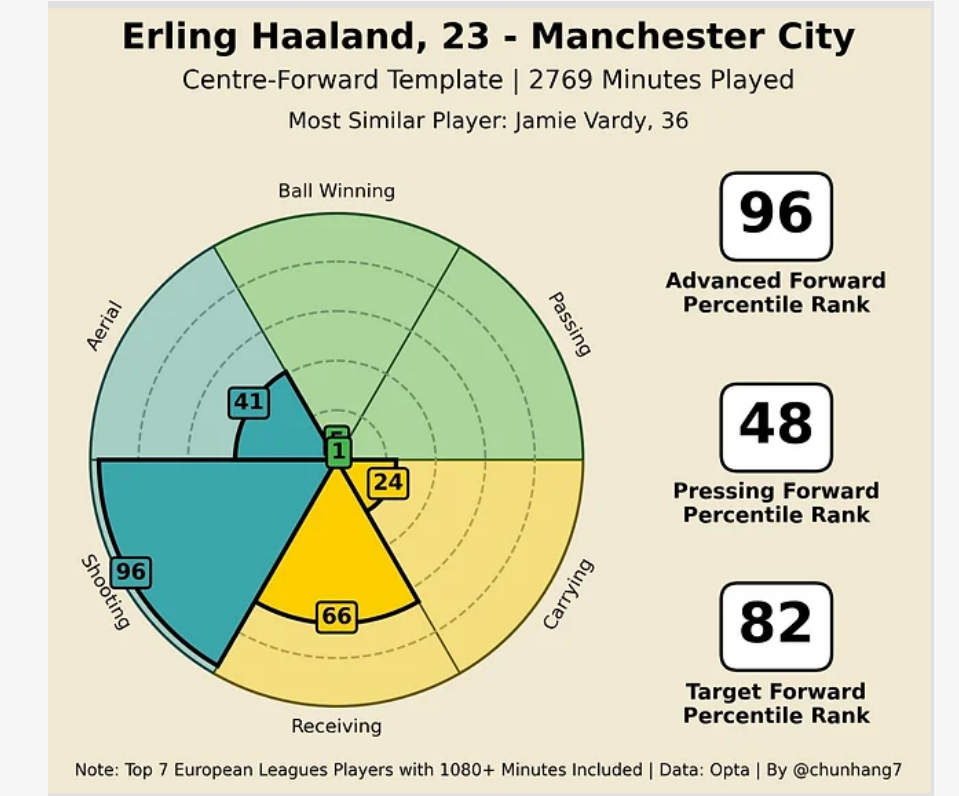 Erling Haaland, 23 - Manchester City
Centre-Forward Template | 2769 Minutes Played
Most Similar Player: Jamie Vardy, 36
Ball Winning
Aerial
Passing
41
1
24
96
Shooting
66
Carrying
Receiving
96
Advanced Forward
Percentile Rank
48
Pressing Forward
Percentile Rank
82
Target Forward
Percentile Rank
Note: Top 7 European Leagues Players with 1080+ Minutes Included | Data: Opta | By @chunhang7